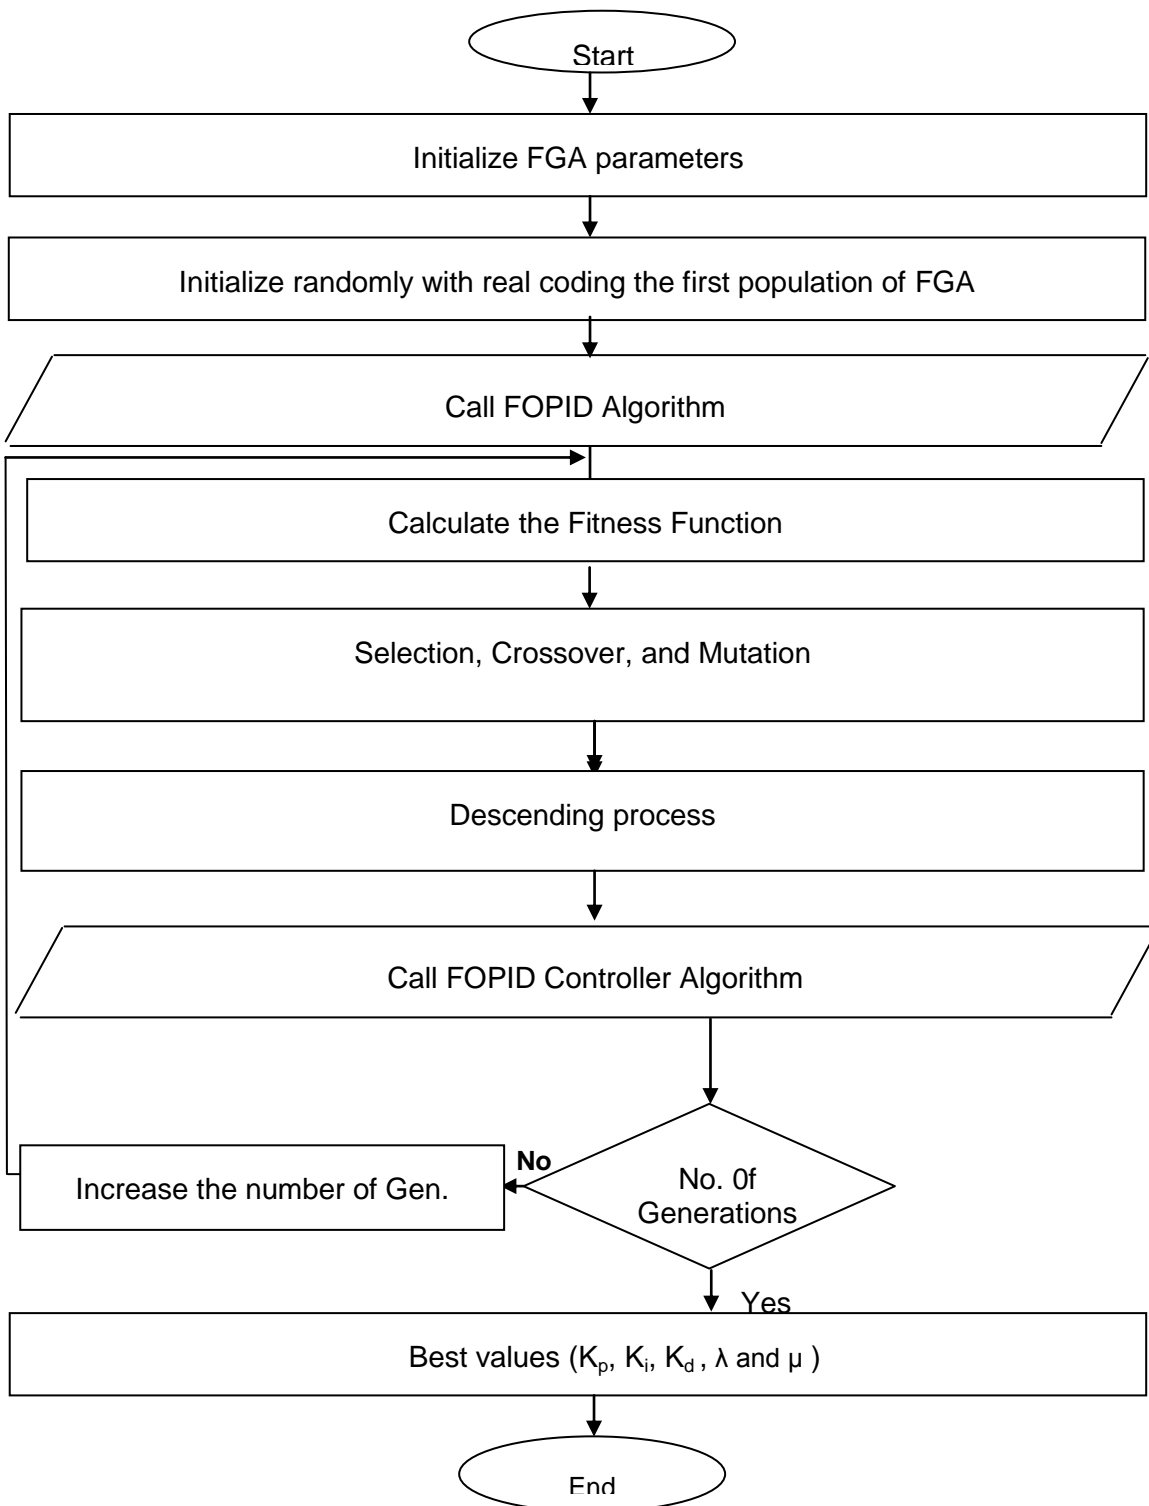 Start
Initialize FGA parameters
Initialize randomly with real coding the first population of FGA
Call FOPID Algorithm
Calculate the Fitness Function
Selection, Crossover, and Mutation
Descending process
Call FOPID Controller Algorithm
No
Increase the number of Gen.
No. 0f
Generations
Yes
Best values (Kp, Ki, Kd , λ and µ )
End